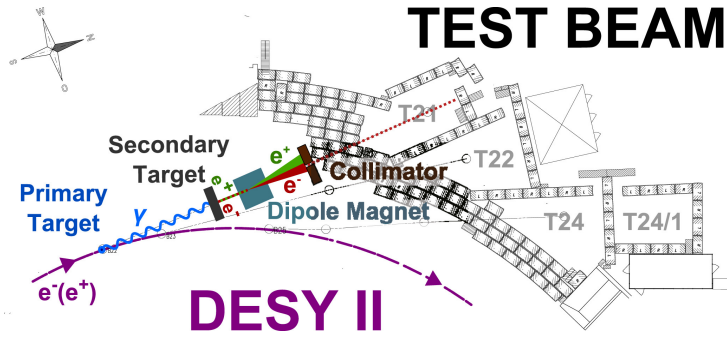 TEST BEAM
W
N
S
O
T21
Secondary
Target
e+
e-
Collimator
T22
e+
e-
Primary
Target
γ
Dipole Magnet
T24
T24/1
e-(e+)
DESY II